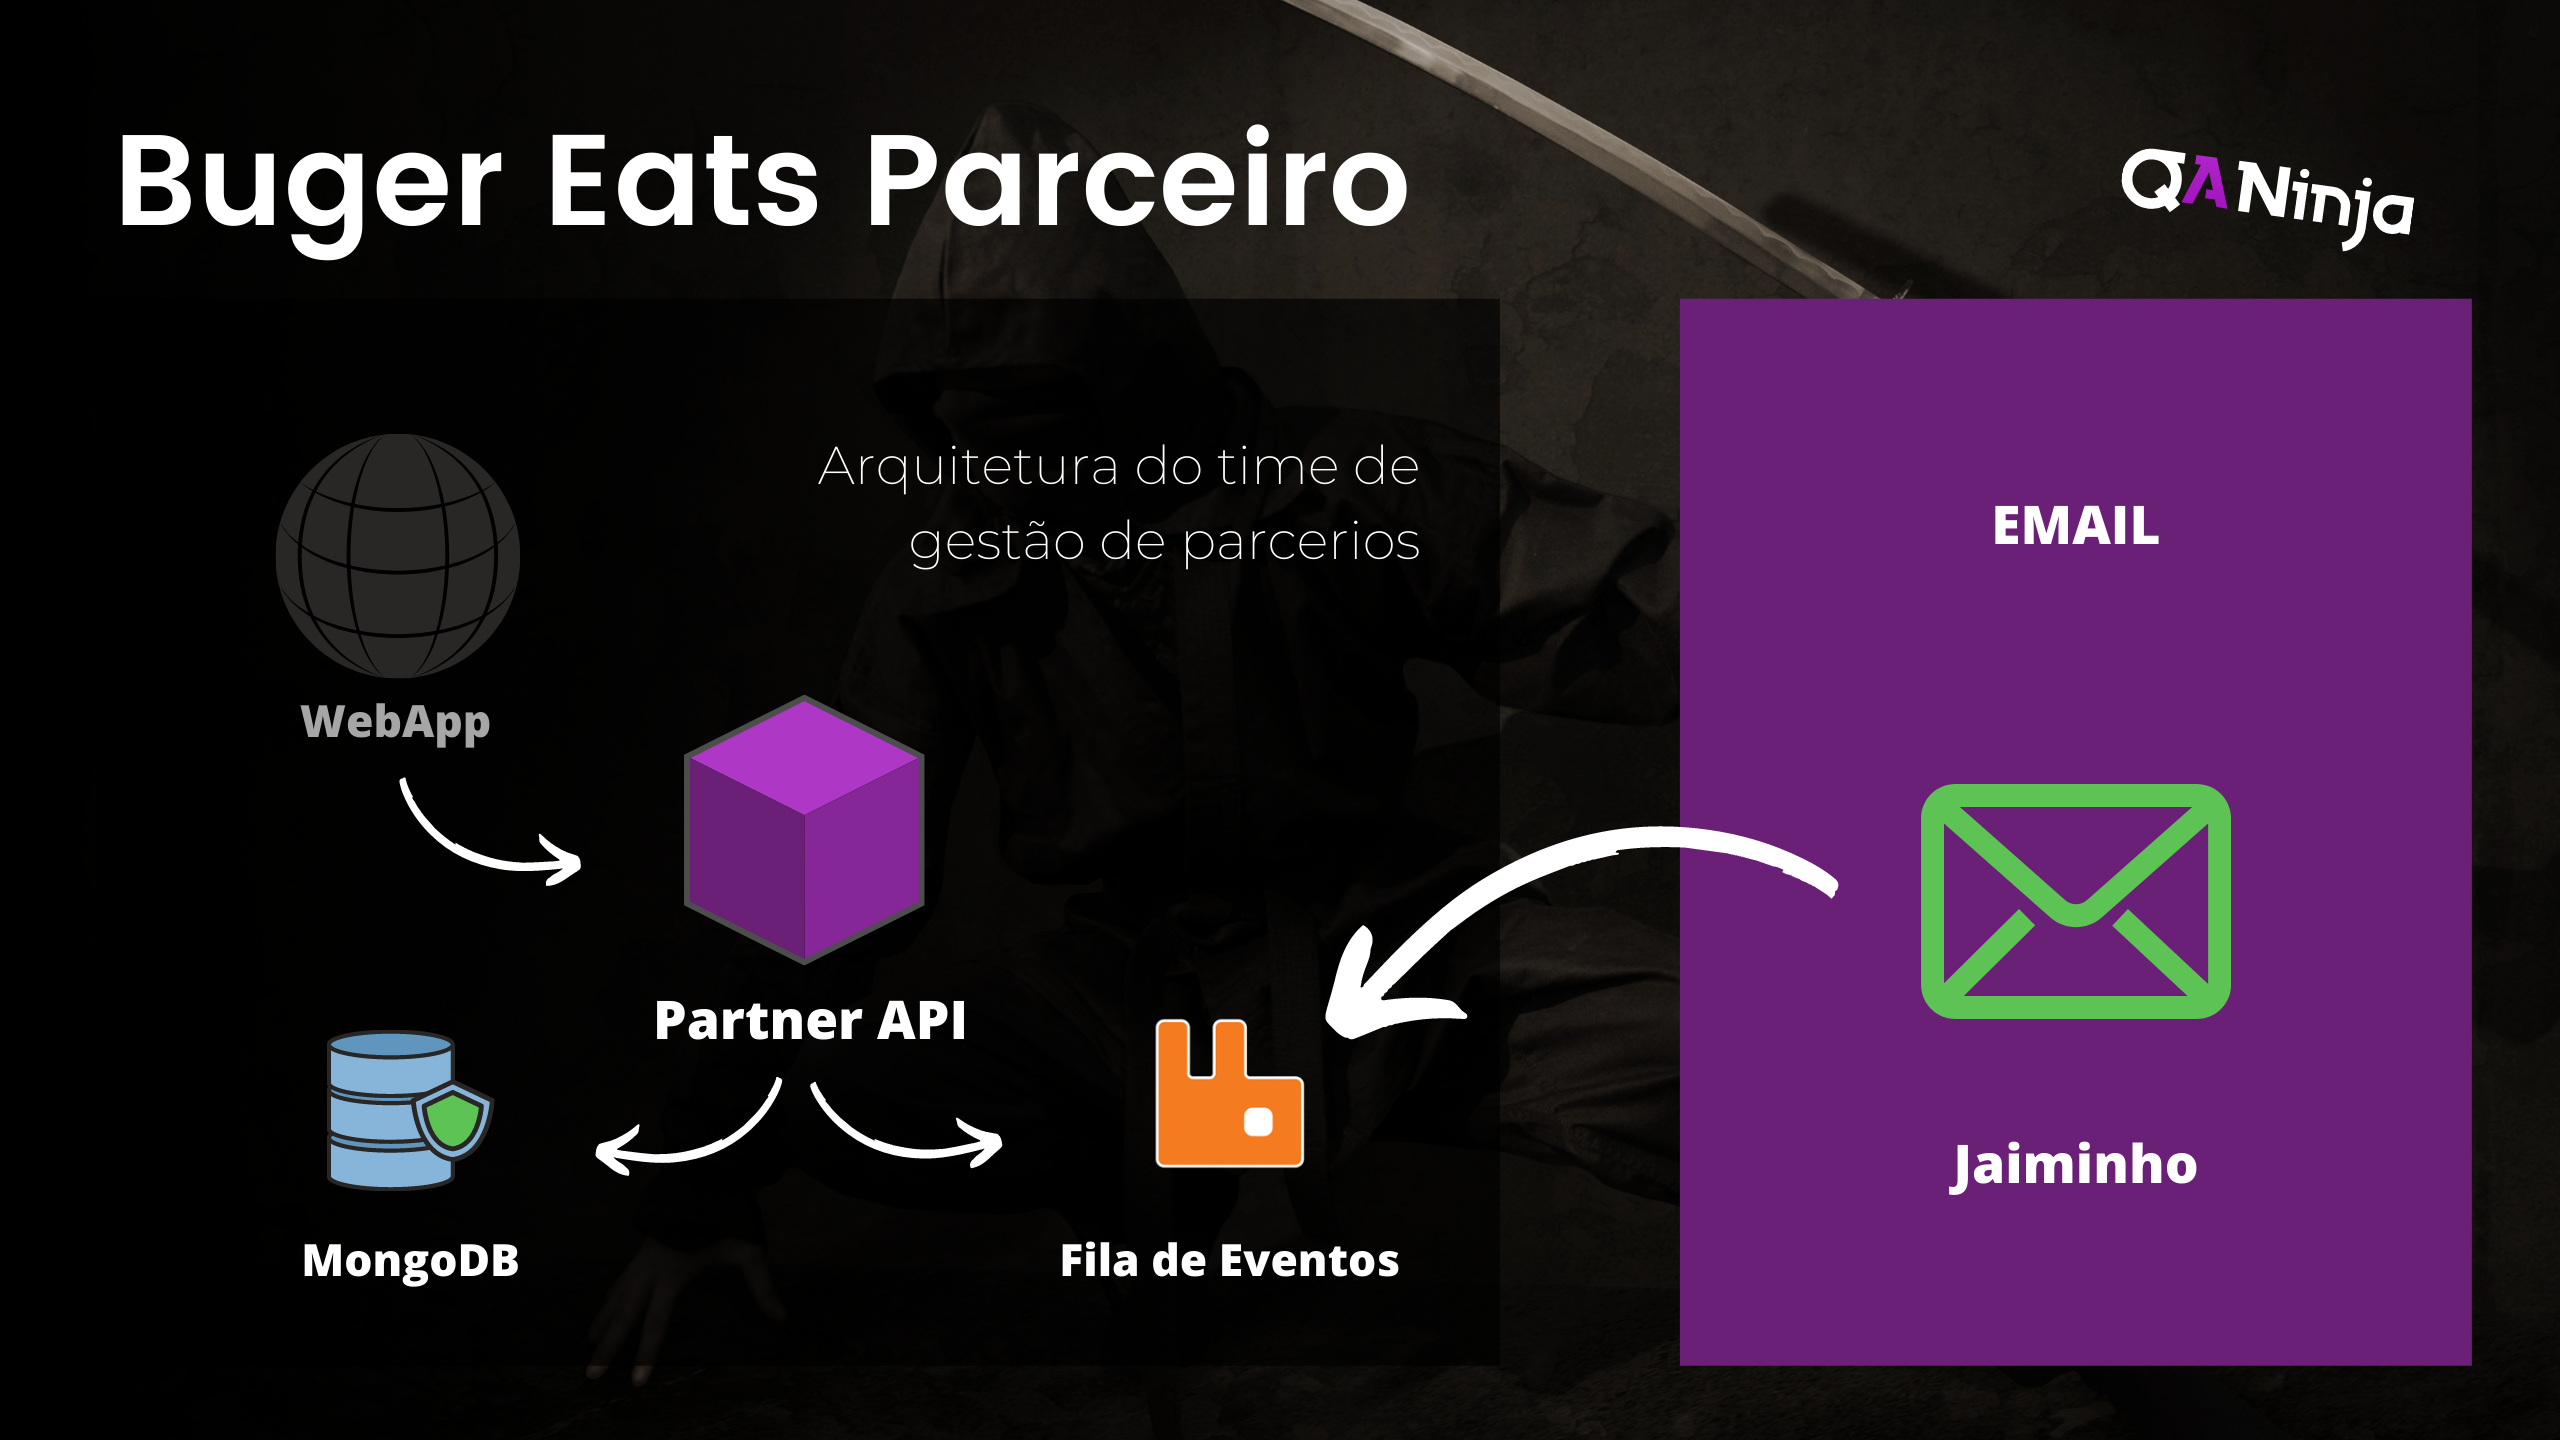 Buger Eats Parceiro
QANinja
Arquitetura do time de
gestão de parcerios
EMAIL
WebApp
Partner API
Jaiminho
MongoDB
Fila de Eventos